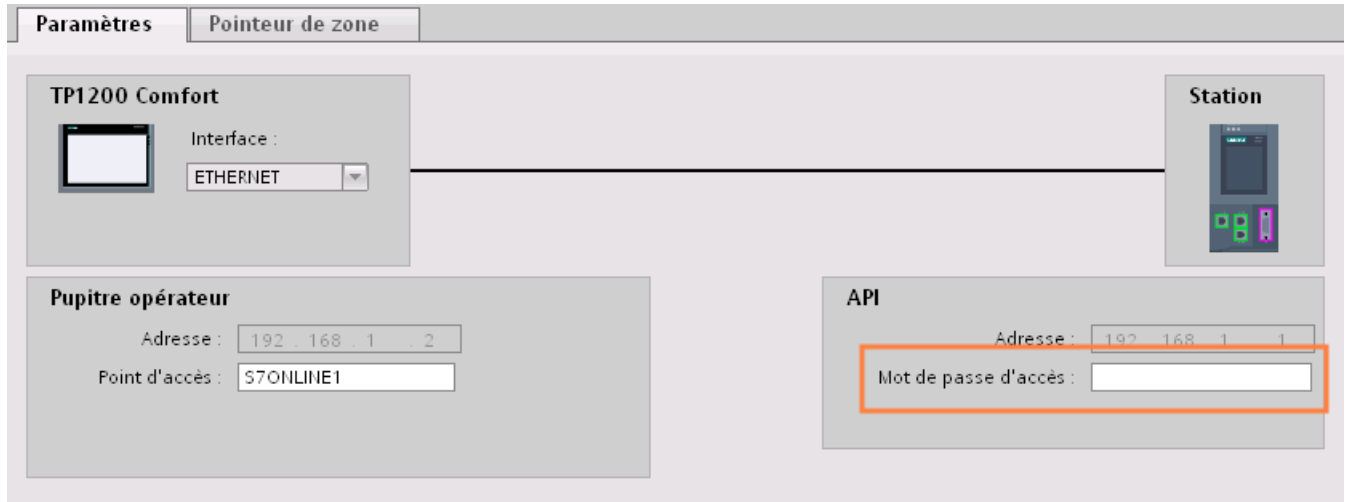 Paramètres
Pointeur de zone
TP1200 Comfort
Interface :
ETHERNET
Station
Pupitre opérateur
Adresse : 192 . 168 . 1 . 2
Point d'accès : S7ONLINE1
API
Adresse : 192 168 1 1
Mot de passe d'accès :